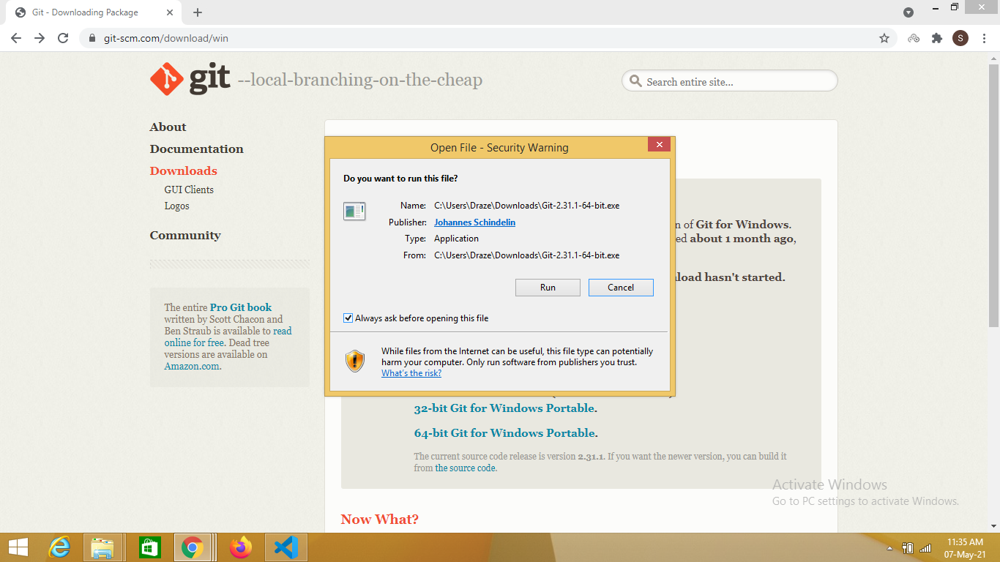 Git - Downloading Package
git-scm.com/download/win
S
git --local-branching-on-the-cheap
Search entire site...
About
Documentation
Downloads
GUI Clients
Logos
Community
The entire Pro Git book
written by Scott Chacon and
Ben Straub is available to read
online for free. Dead tree
versions are available on
Amazon.com.
Open File - Security Warning
Do you want to run this file?
Name: C:\Users\Draze\Downloads\Git-2.31.1-64-bit.exe
Publisher: Johannes Schindelin
Type: Application
From: C:\Users\Draze\Downloads\Git-2.31.1-64-bit.exe
Run Cancel
Always ask before opening this file
While files from the Internet can be useful, this file type can potentially
harm your computer. Only run software from publishers you trust.
What's the risk?
of Git for Windows.
about 1 month ago,
hasn't started.
32-bit Git for Windows Portable.
64-bit Git for Windows Portable.
The current source code release is version 2.31.1. If you want the newer version, you can build it
from the source code.
Now What?
Activate Windows
Go to PC settings to activate Windows.
11:35 AM
07-May-21